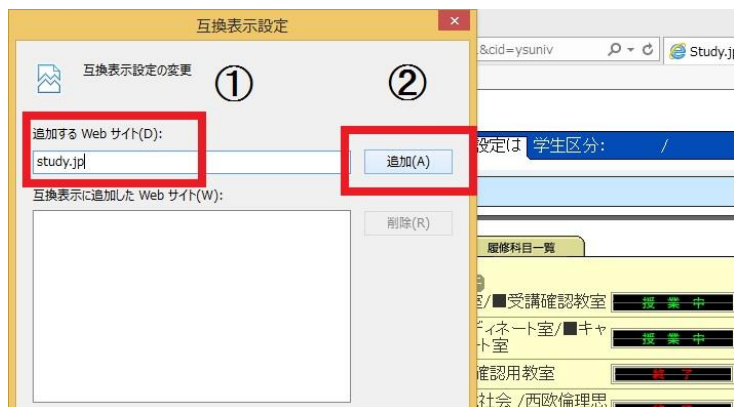 互換表示設定
互換表示設定の変更
①
②
追加する Web サイト(D):
study.jp
追加(A)
互換表示に追加した Web サイト(W):
削除(R)
.&cid=ysuniv
Study.j
設定は 学生区分: /
履修科目一覧
室/■受講確認教室 授業中
ディネート室/■キャ
ート室 授業中
確認用教室 終了
社会 /西欧倫理思